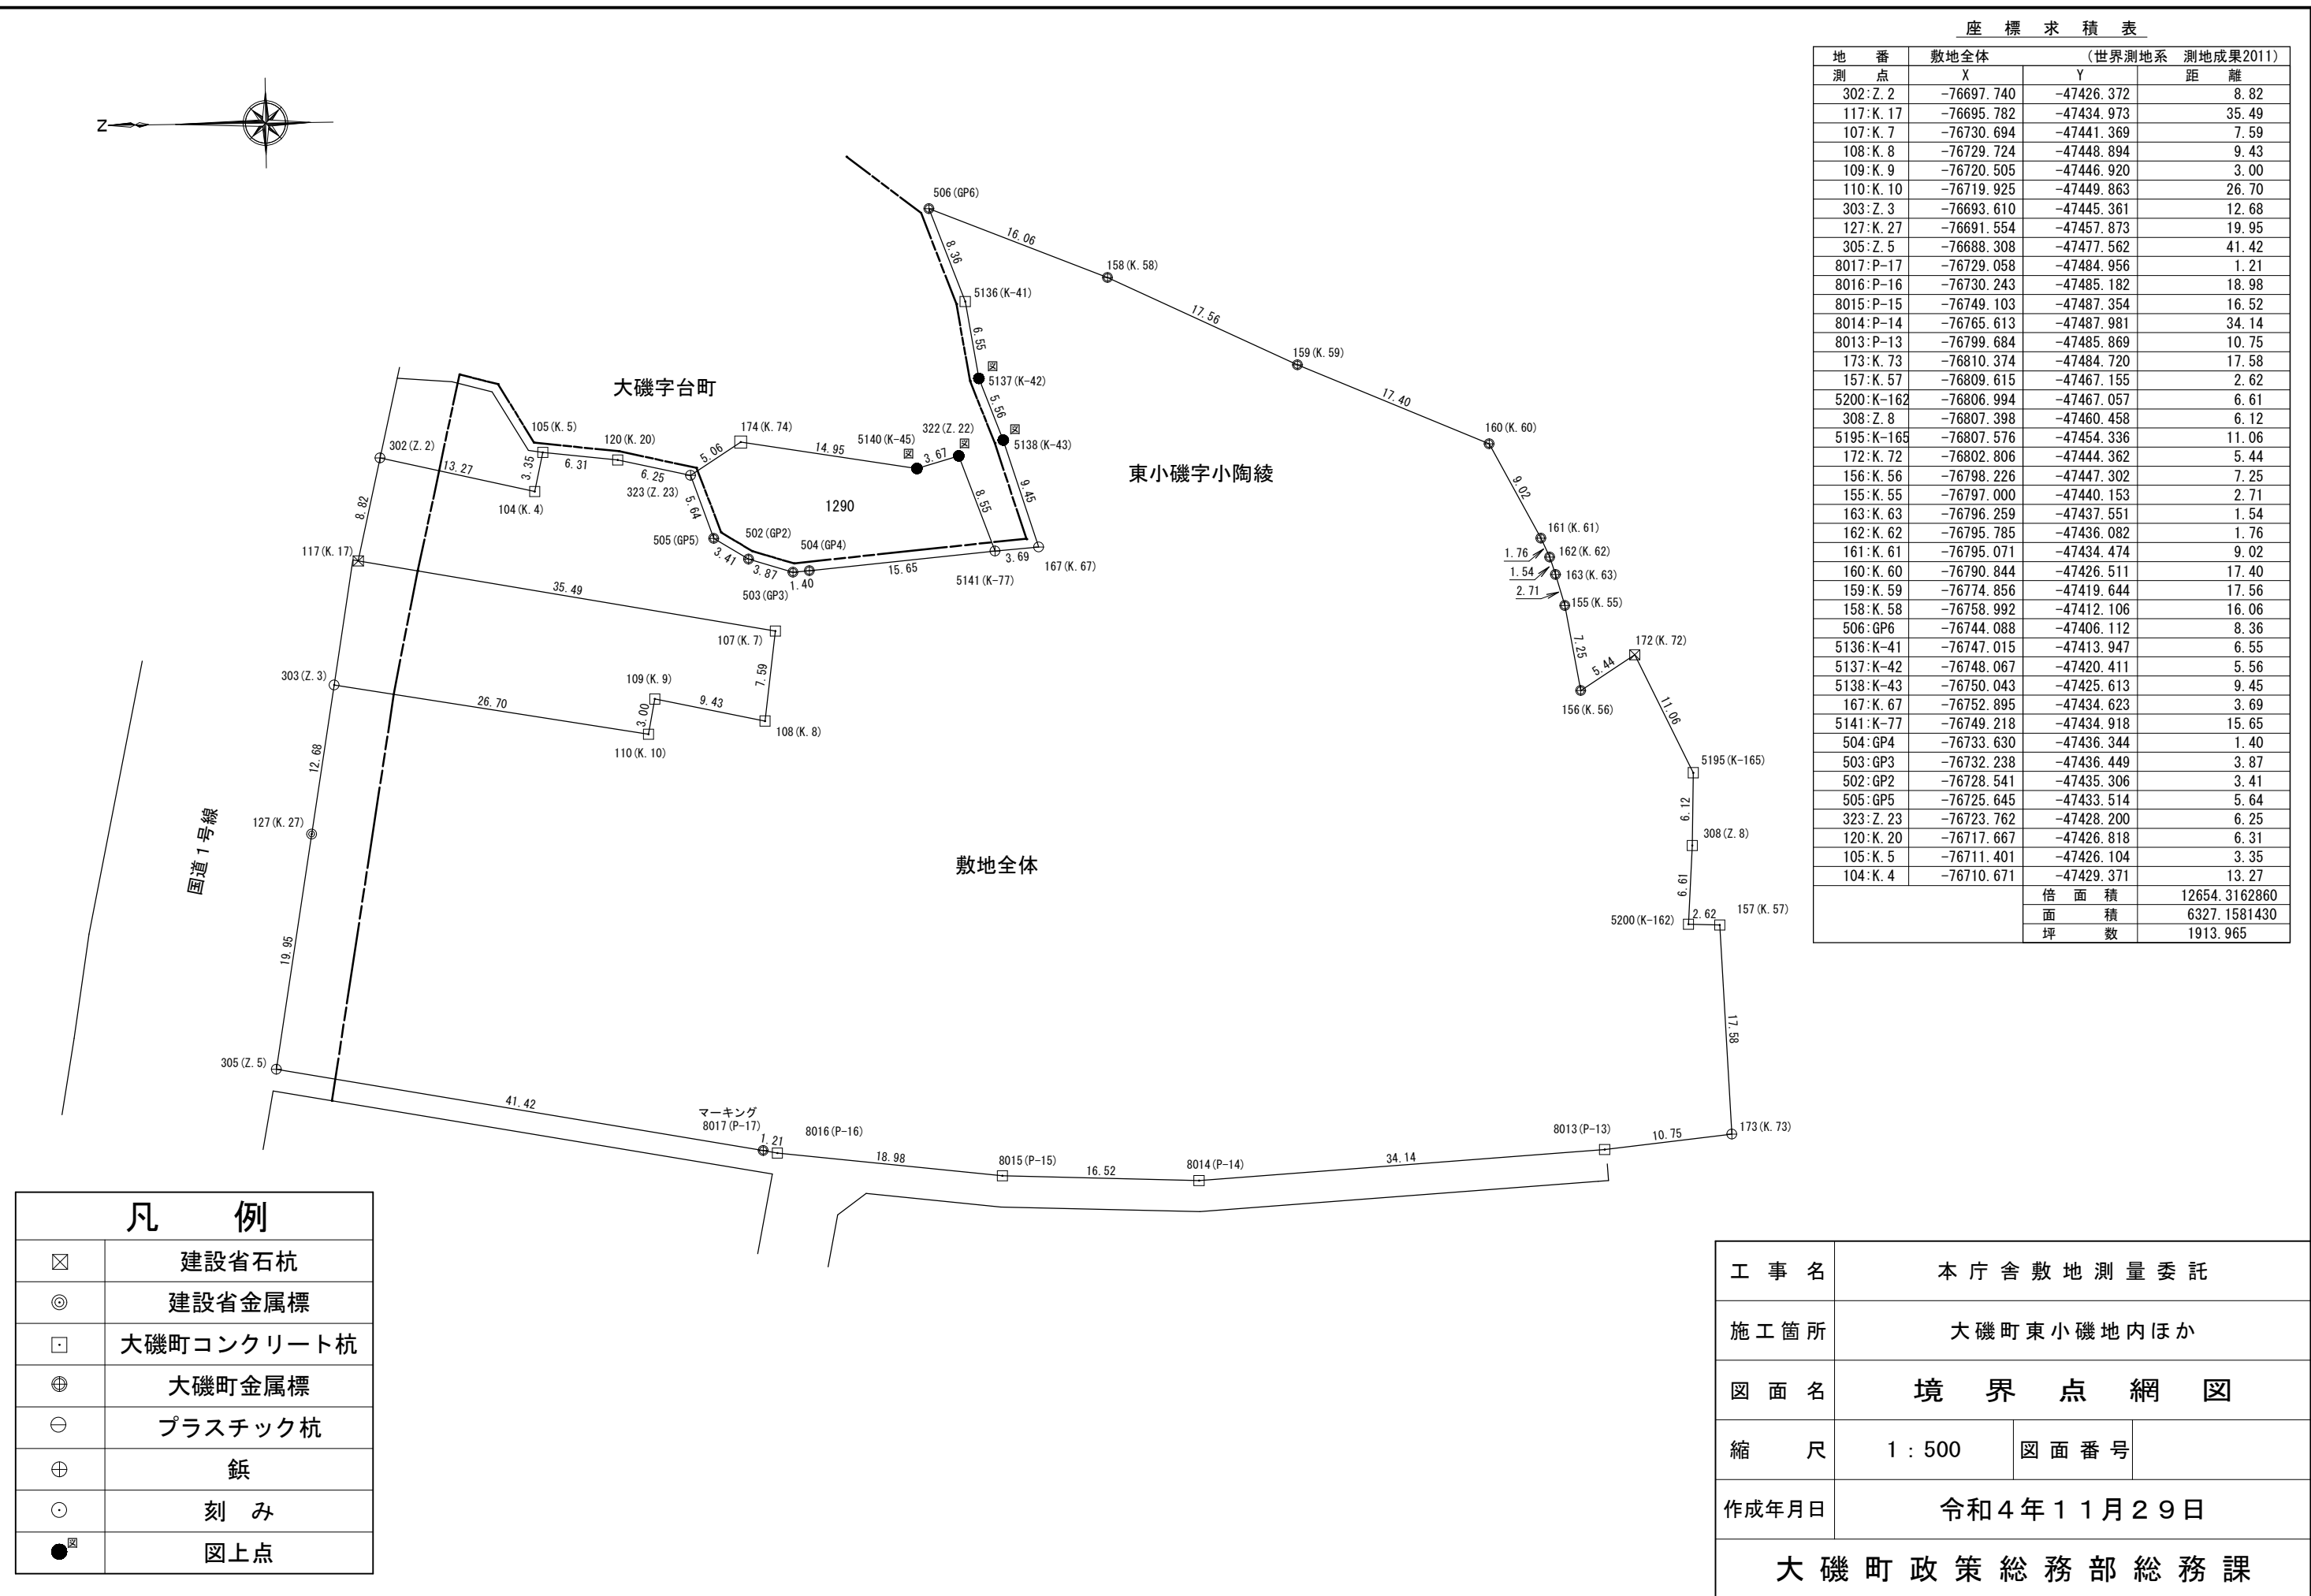 座標求積表
地番 敷地全体 (世界測地系 測地成果2011)
測点 X Y 距離
302:Z.2 -76697.740 -47426.372 8.82
117:K.17 -76695.782 -47434.973 35.49
107:K.7 -76730.694 -47441.369 7.59
108:K.8 -76729.724 -47448.894 9.43
109:K.9 -76720.505 -47446.920 3.00
110:K.10 -76719.925 -47449.863 26.70
303:Z.3 -76693.610 -47445.361 12.68
127:K.27 -76691.554 -47457.873 19.95
305:Z.5 -76688.308 -47477.562 41.42
8017:P-17 -76729.058 -47484.956 1.21
8016:P-16 -76730.243 -47485.182 18.98
8015:P-15 -76749.103 -47487.354 16.52
8014:P-14 -76765.613 -47487.981 34.14
8013:P-13 -76799.684 -47485.869 10.75
173:K.73 -76810.374 -47484.720 17.58
157:K.57 -76809.615 -47467.155 2.62
5200:K-162 -76806.994 -47467.057 6.61
308:Z.8 -76807.398 -47460.458 6.12
5195:K-165 -76807.576 -47454.336 11.06
172:K.72 -76802.806 -47444.362 5.44
156:K.56 -76798.226 -47447.302 7.25
155:K.55 -76797.000 -47440.153 2.71
163:K.63 -76796.259 -47437.551 1.54
162:K.62 -76795.785 -47436.082 1.76
161:K.61 -76795.071 -47434.474 9.02
160:K.60 -76790.844 -47426.511 17.40
159:K.59 -76774.856 -47419.644 17.56
158:K.58 -76758.992 -47412.106 16.06
506:GP6 -76744.088 -47406.112 8.36
5136:K-41 -76747.015 -47413.947 6.55
5137:K-42 -76748.067 -47420.411 5.56
5138:K-43 -76750.043 -47425.613 9.45
167:K.67 -76752.895 -47434.623 3.69
5141:K-77 -76749.218 -47434.918 15.65
504:GP4 -76733.630 -47436.344 1.40
503:GP3 -76732.238 -47436.449 3.87
502:GP2 -76728.541 -47435.306 3.41
505:GP5 -76725.645 -47433.514 5.64
323:Z.23 -76723.762 -47428.200 6.25
120:K.20 -76717.667 -47426.818 6.31
105:K.5 -76711.401 -47426.104 3.35
104:K.4 -76710.671 -47429.371 13.27
倍面積 12654.3162860
面積 6327.1581430
坪数 1913.965
Z
506(GP6)
16.06
8.36
158(K.58)
5136(K-41)
17.56
6.55
159(K.59)
図
5137(K-42)
大磯字台町
17.40
5.56
105(K.5)
174(K.74)
322(Z.22)
図
160(K.60)
120(K.20)
5140(K-45)
図
5138(K-43)
302(Z.2)
5.06
14.95
図
3.67
13.27
3.35
6.31
6.25
東小磯字小陶綾
323(Z.23)
9.45
9.02
8.82
104(K.4)
5.64
1290
8.55
161(K.61)
505(GP5)
502(GP2)
504(GP4)
117(K.17)
3.41
3.87
1.40
15.65
3.69
167(K.67)
1.76
162(K.62)
1.54
163(K.63)
5141(K-77)
503(GP3)
35.49
2.71
155(K.55)
107(K.7)
172(K.72)
7.25
5.44
303(Z.3)
109(K.9)
7.59
26.70
3.00
9.43
156(K.56)
11.06
108(K.8)
110(K.10)
12.68
5195(K-165)
127(K.27)
6.12
308(Z.8)
国道1号線
敷地全体
6.61
5200(K-162)
2.62
157(K.57)
19.95
17.58
305(Z.5)
41.42
マーキング
8017(P-17)
1.21
8016(P-16)
8013(P-13)
10.75
173(K.73)
18.98
8015(P-15)
16.52
8014(P-14)
34.14
凡例
建設省石杭
建設省金属標
大磯町コンクリート杭
大磯町金属標
プラスチック杭
鋲
刻み
図
図上点
工事名 本庁舎敷地測量委託
施工箇所 大磯町東小磯地内ほか
図面名 境界点網図
縮尺 1:500 図面番号
作成年月日 令和4年11月29日
大磯町政策総務部総務課